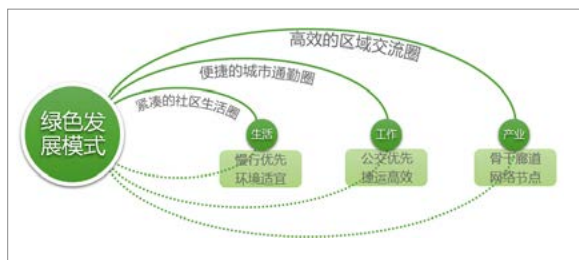 高效的区域交流圈
便捷的城市通勤圈
紧凑的社区生活圈
绿色发
展模式
生活
工作
产业
慢行优先
环境适宜
公交优先
捷运高效
骨干廊道
网络节点